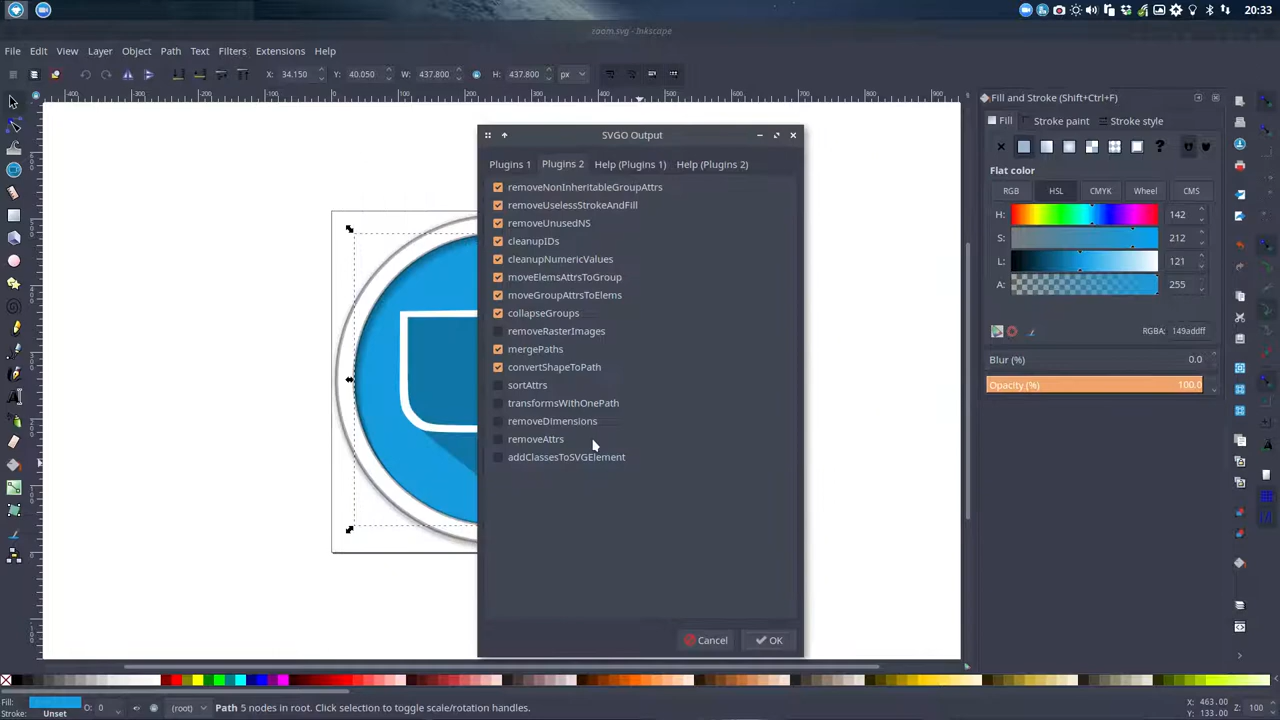 20:33
zoom.svg - Inkscape
File Edit View Layer Object Path Text Filters Extensions Help
X: 34.150 Y: 40.050 W: 437.800 H: 437.800 px
Fill and Stroke (Shift+Ctrl+F)
Fill Stroke paint Stroke style
Flat color
RGB HSL CMYK Wheel CMS
H: 142
S: 212
L: 121
A: 255
RGBA: 149addff
Blur (%) 0.0
Opacity (%) 100.0
SVGO Output
Plugins 1 Plugins 2 Help (Plugins 1) Help (Plugins 2)
removeNonInheritableGroupAttrs
removeUselessStrokeAndFill
removeUnusedNS
cleanupIDs
cleanupNumericValues
moveElemsAttrsToGroup
moveGroupAttrsToElems
collapseGroups
removeRasterImages
mergePaths
convertShapeToPath
sortAttrs
transformsWithOnePath
removeDimensions
removeAttrs
addClassesToSVGElement
Cancel OK
Fill:
Stroke: Unset
O: 0
(root)
Path 5 nodes in root. Click selection to toggle scale/rotation handles.
X: 463.00
Y: 133.00
Z: 100